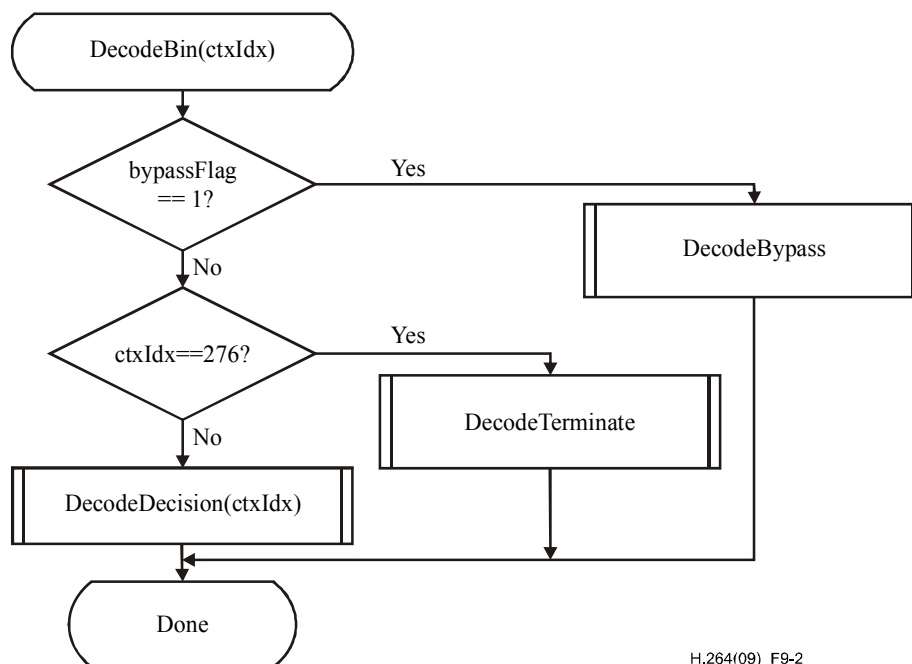 DecodeBin(ctxIdx)
bypassFlag
== 1?
Yes
DecodeBypass
No
ctxIdx==276?
Yes
DecodeTerminate
No
DecodeDecision(ctxIdx)
Done
H.264(09)_F9-2